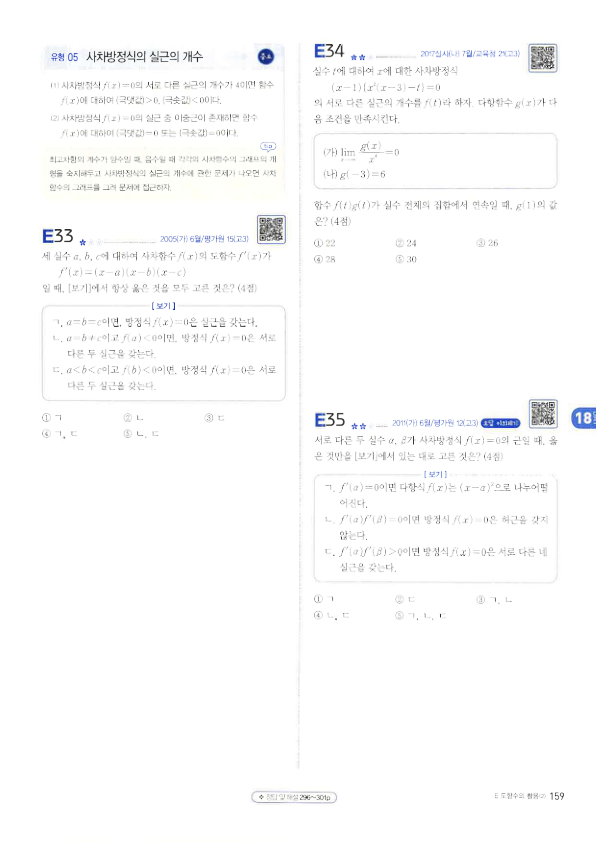 유형 05 사차방정식의 실근의 개수 중요
(1) 사차방정식 f(x)=0의 서로 다른 실근의 개수가 4이면 함수
f(x)에 대하여 (극댓값)>0, (극솟값)<0이다.
(2) 사차방정식 f(x)=0의 실근 중 이중근이 존재하면 함수
f(x)에 대하여 (극댓값)=0 또는 (극솟값)=0이다.
최고차항의 계수가 양수일 때, 음수일 때 각각의 사차함수의 그래프의 개
형을 숙지해두고 사차방정식의 실근의 개수에 관한 문제가 나오면 사차
함수의 그래프를 그려 문제에 접근하자.
E33 2005(가) 6월/평가원 15(고3)
세 실수 a, b, c에 대하여 사차함수 f(x)의 도함수 f'(x)가
f'(x)=(x-a)(x-b)(x-c)
일 때, [보기]에서 항상 옳은 것을 모두 고른 것은? (4점)
[보기]
ㄱ. a=b=c이면, 방정식 f(x)=0은 실근을 갖는다.
ㄴ. a=b≠c이고 f(a)<0이면, 방정식 f(x)=0은 서로
다른 두 실근을 갖는다.
ㄷ. a<b<c이고 f(b)<0이면, 방정식 f(x)=0은 서로
다른 두 실근을 갖는다.
① ㄱ ② ㄴ ③ ㄷ
④ ㄱ, ㄷ ⑤ ㄴ, ㄷ
E34 2017실시(나) 7월/교육청 21(고3)
실수 t에 대하여 x에 대한 사차방정식
(x-1){x²(x-3)-t}=0
의 서로 다른 실근의 개수를 f(t)라 하자. 다항함수 g(x)가 다
음 조건을 만족시킨다.
(나) g(-3)=6
함수 f(t)g(t)가 실수 전체의 집합에서 연속일 때, g(1)의 값
은? (4점)
① 22 ② 24 ③ 26
④ 28 ⑤ 30
E35 2011(가) 6월/평가원 12(고3)
서로 다른 두 실수 α, β가 사차방정식 f(x)=0의 근일 때, 옳
은 것만을 [보기]에서 있는 대로 고른 것은? (4점)
[보기]
ㄱ. f'(α)=0이면 다항식 f(x)는 (x-α)²으로 나누어떨
어진다.
ㄴ. f'(α)f'(β)=0이면 방정식 f(x)=0은 허근을 갖지
않는다.
ㄷ. f'(α)f'(β)>0이면 방정식 f(x)=0은 서로 다른 네
실근을 갖는다.
① ㄱ ② ㄷ ③ ㄱ, ㄴ
④ ㄴ, ㄷ ⑤ ㄱ, ㄴ, ㄷ
18
정답 및 해설 296~301p
E 도함수의 활용(2) 159